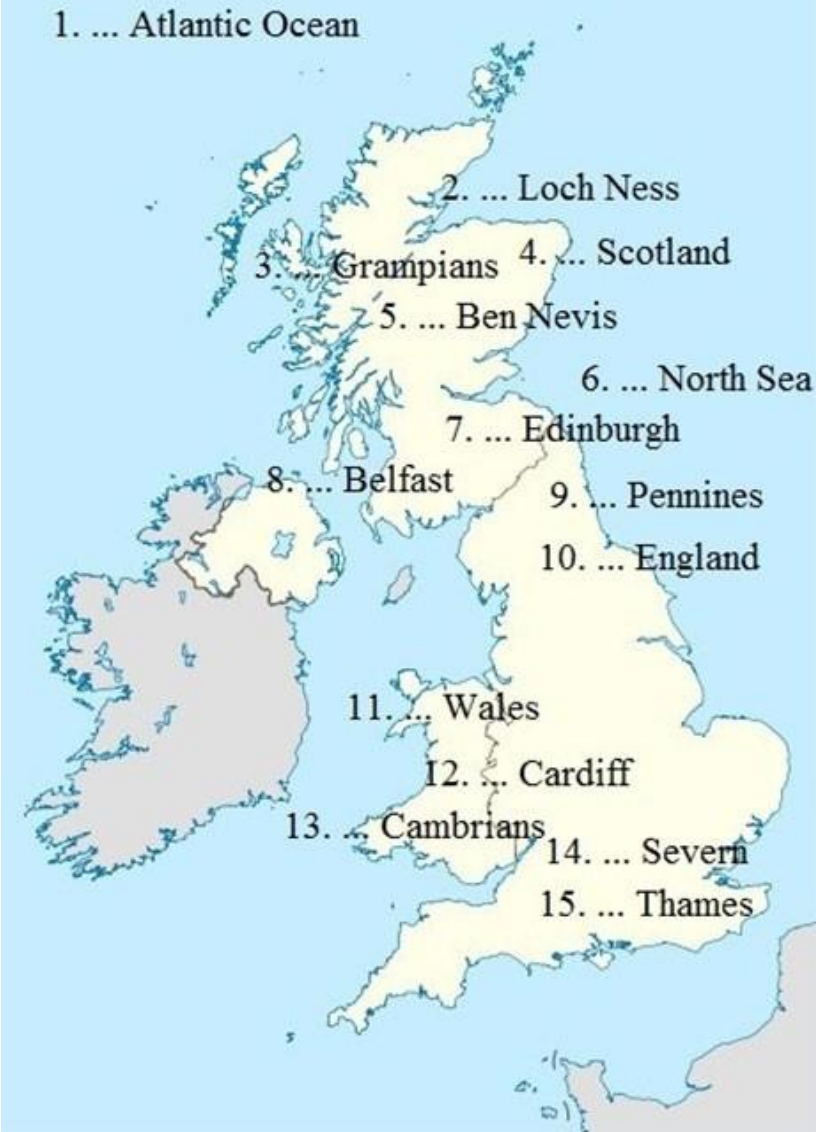 1. ... Atlantic Ocean
2. ... Loch Ness
4. ... Scotland
3. ... Grampians
5. ... Ben Nevis
6. ... North Sea
7. ... Edinburgh
8. ... Belfast
9. ... Pennines
10. ... England
11. ... Wales
12. ... Cardiff
13. ... Cambrians
14. ... Severn
15. ... Thames